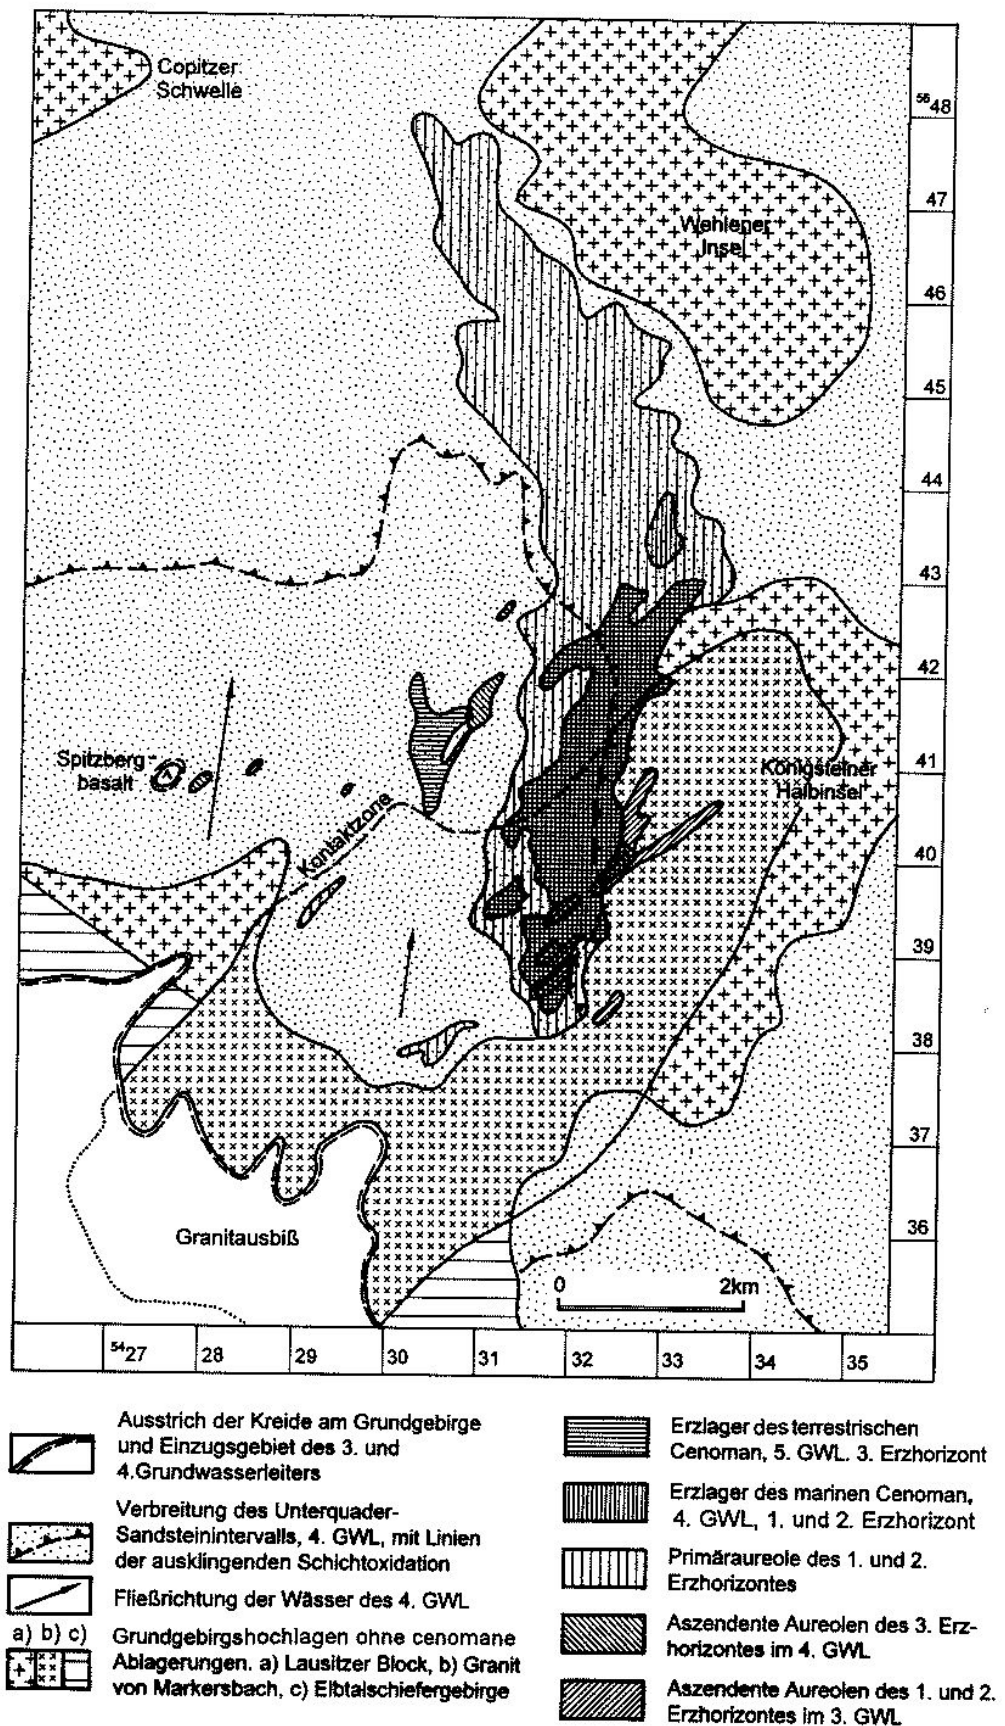 Copitzer
Schwelle
Wehlener
Insel
⁵⁶48
47
46
45
44
43
42
41
40
39
38
37
36
Spitzberg
basalt
Kontaktzone
Königsteiner
Halbinsel
Granitausbiß
0 2km
⁵⁴27 28 29 30 31 32 33 34 35
Ausstrich der Kreide am Grundgebirge
und Einzugsgebiet des 3. und
4.Grundwasserleiters
Verbreitung des Unterquader-
Sandsteinintervalls, 4. GWL, mit Linien
der ausklingenden Schichtoxidation
Fließrichtung der Wässer des 4. GWL
a) b) c)
Grundgebirgshochlagen ohne cenomane
Ablagerungen. a) Lausitzer Block, b) Granit
von Markersbach, c) Elbtalschiefergebirge
Erzlager des terrestrischen
Cenoman, 5. GWL. 3. Erzhorizont
Erzlager des marinen Cenoman,
4. GWL, 1. und 2. Erzhorizont
Primäraureole des 1. und 2.
Erzhorizontes
Aszendente Aureolen des 3. Erz-
horizontes im 4. GWL
Aszendente Aureolen des 1. und 2.
Erzhorizontes im 3. GWL